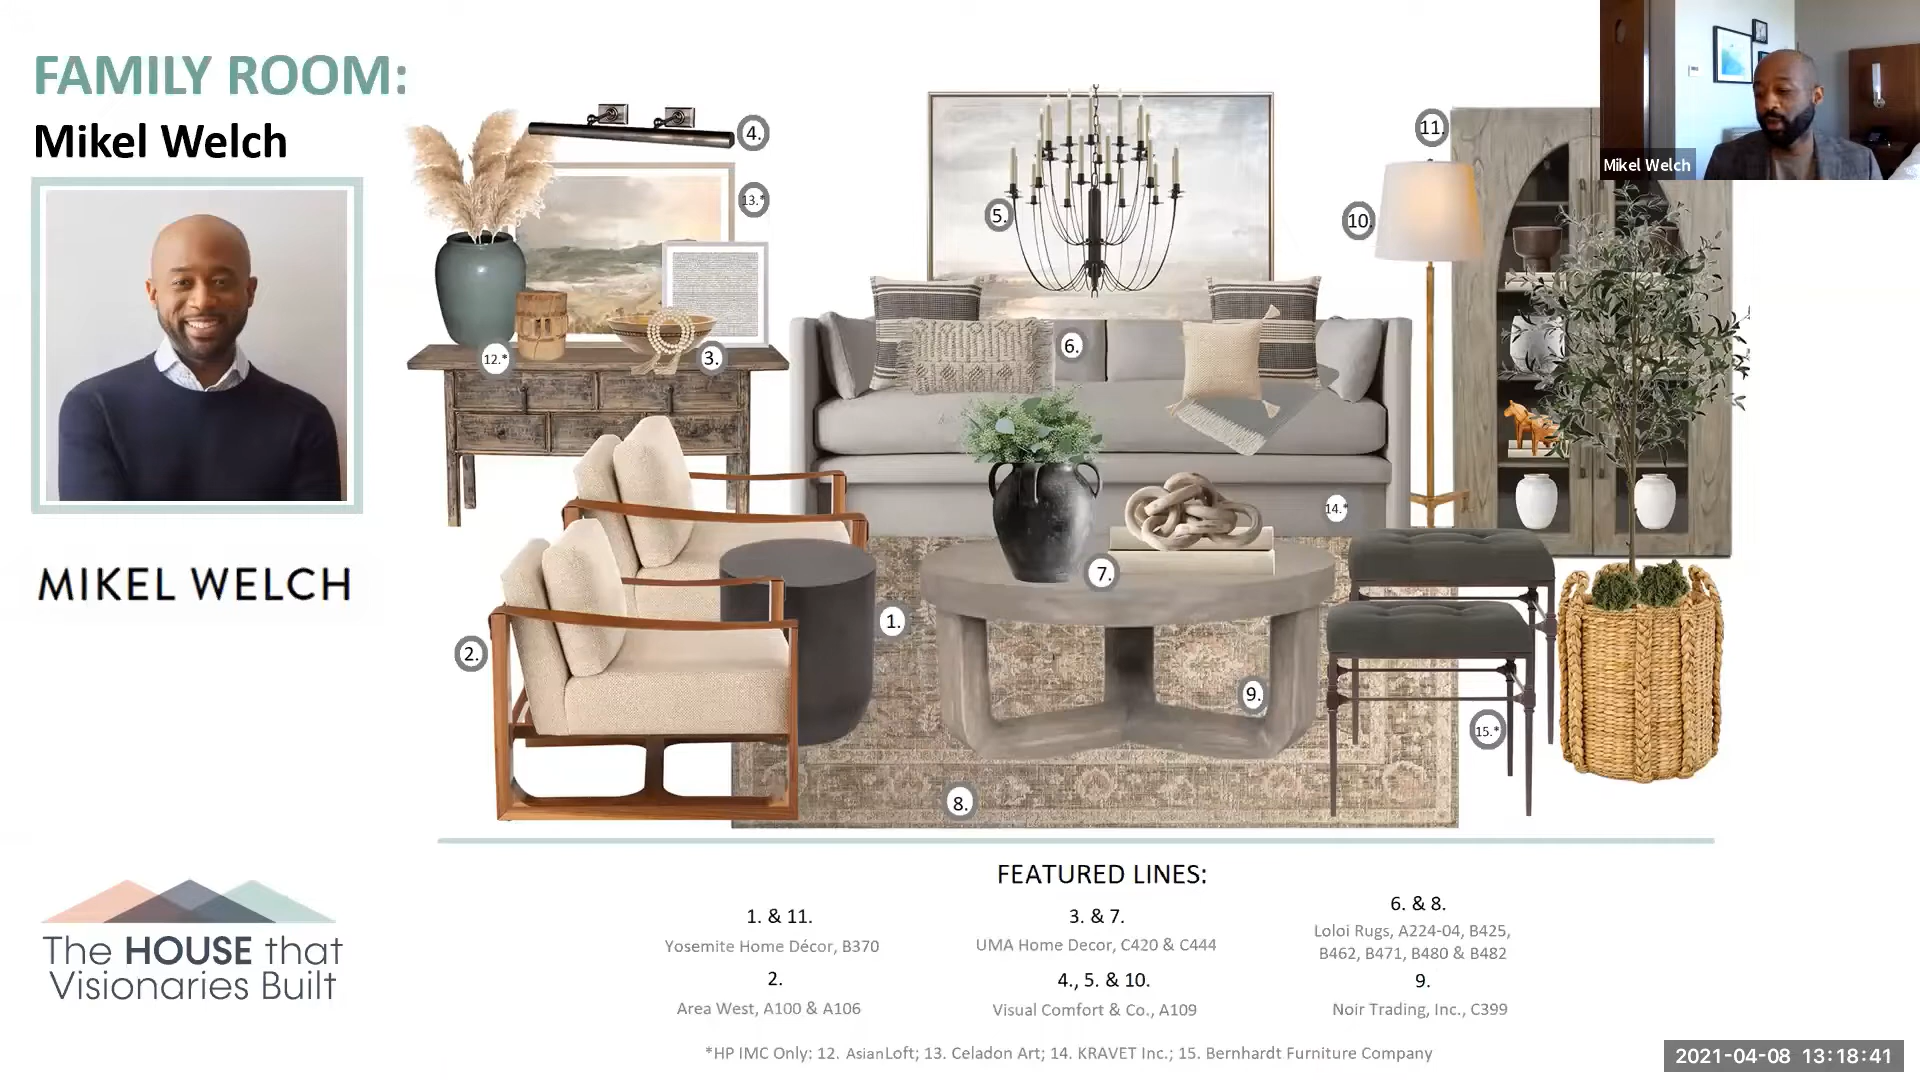 FAMILY ROOM:
Mikel Welch
MIKEL WELCH
The HOUSE that
Visionaries Built
4.
13.*
12.*
3.
5.
6.
11.
10.
14.*
7.
1.
2.
9.
15.*
8.
Mikel Welch
FEATURED LINES:
1. & 11.
Yosemite Home Décor, B370
2.
Area West, A100 & A106
3. & 7.
UMA Home Decor, C420 & C444
4., 5. & 10.
Visual Comfort & Co., A109
6. & 8.
Loloi Rugs, A224-04, B425,
B462, B471, B480 & B482
9.
Noir Trading, Inc., C399
*HP IMC Only: 12. AsianLoft; 13. Celadon Art; 14. KRAVET Inc.; 15. Bernhardt Furniture Company
2021-04-08 13:18:41